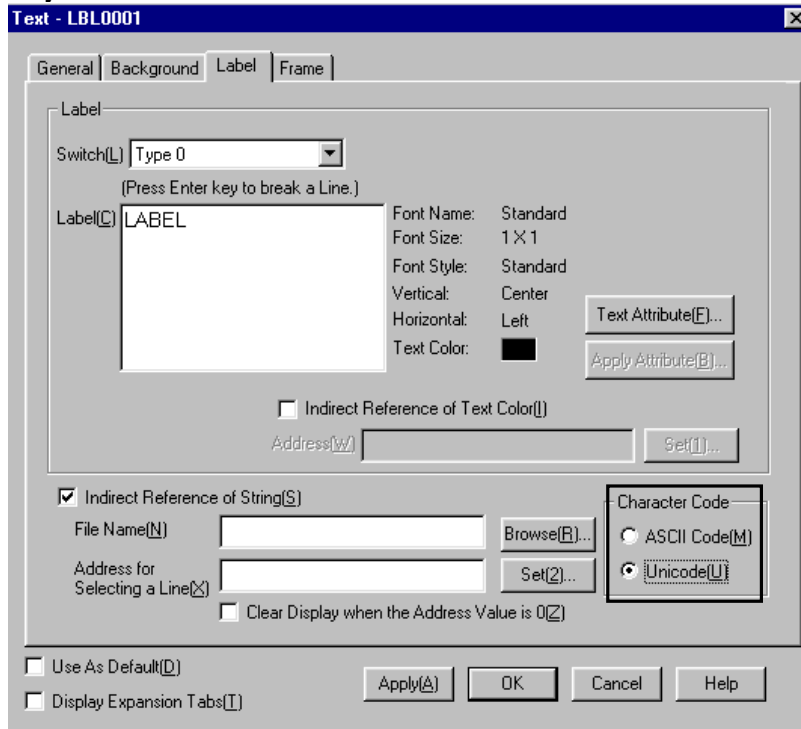 Text - LBL0001
General Background Label Frame
Label
Switch(L) Type 0
(Press Enter key to break a Line.)
Label(C) LABEL
Font Name: Standard
Font Size: 1 X 1
Font Style: Standard
Vertical: Center
Horizontal: Left
Text Color:
Text Attribute(F)...
Apply Attribute(B)...
Indirect Reference of Text Color(I)
Address(W) Set(1)...
Indirect Reference of String(S)
File Name(N) Browse(R)...
Address for
Selecting a Line(X) Set(2)...
Clear Display when the Address Value is 0(Z)
Character Code
ASCII Code(M)
Unicode(U)
Use As Default(D)
Display Expansion Tabs(T)
Apply(A) OK Cancel Help